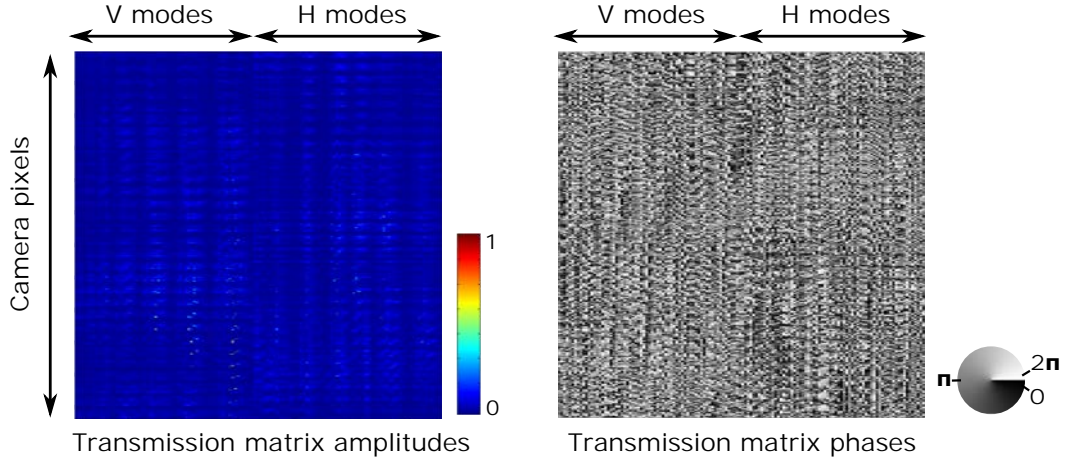 V modes
H modes
V modes
H modes
Camera pixels
1
0
π
2π
0
Transmission matrix amplitudes
Transmission matrix phases